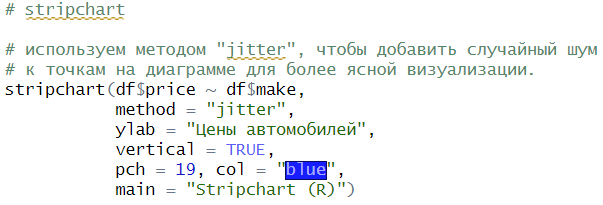 # stripchart
# используем методом "jitter", чтобы добавить случайный шум
# к точкам на диаграмме для более ясной визуализации.
stripchart(df$price ~ df$make,
method = "jitter",
ylab = "Цены автомобилей",
vertical = TRUE,
pch = 19, col = "blue",
main = "Stripchart (R)")